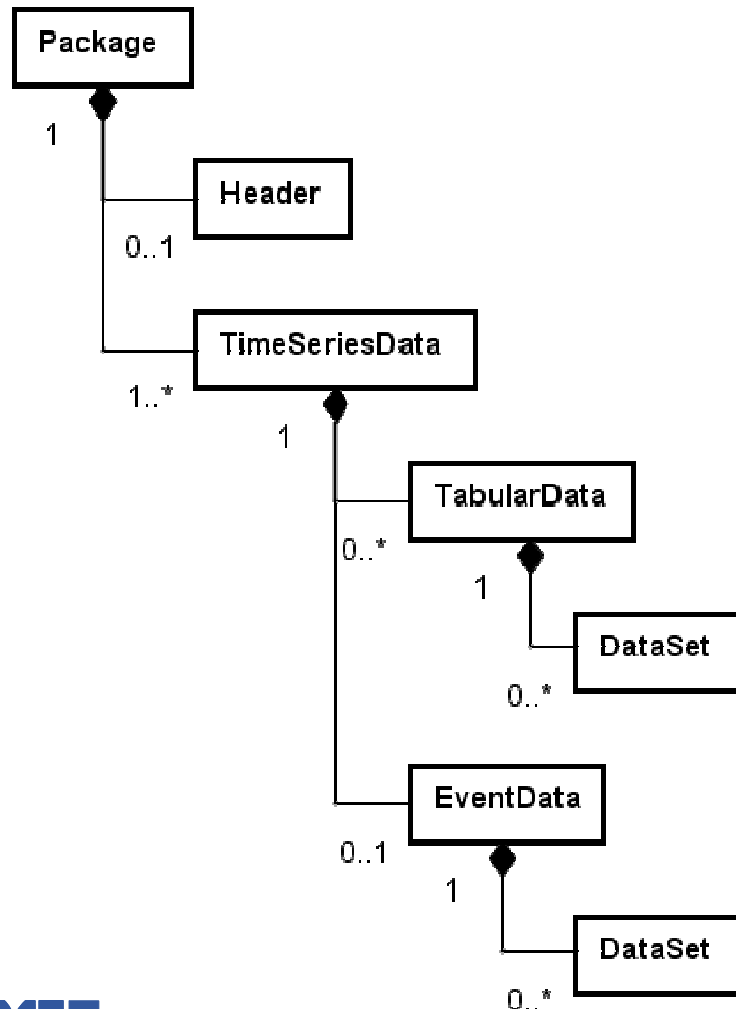 Package
1
Header
0..1
TimeSeriesData
1..*
1
TabularData
0..*
1
DataSet
0..*
EventData
0..1
1
DataSet
0..*